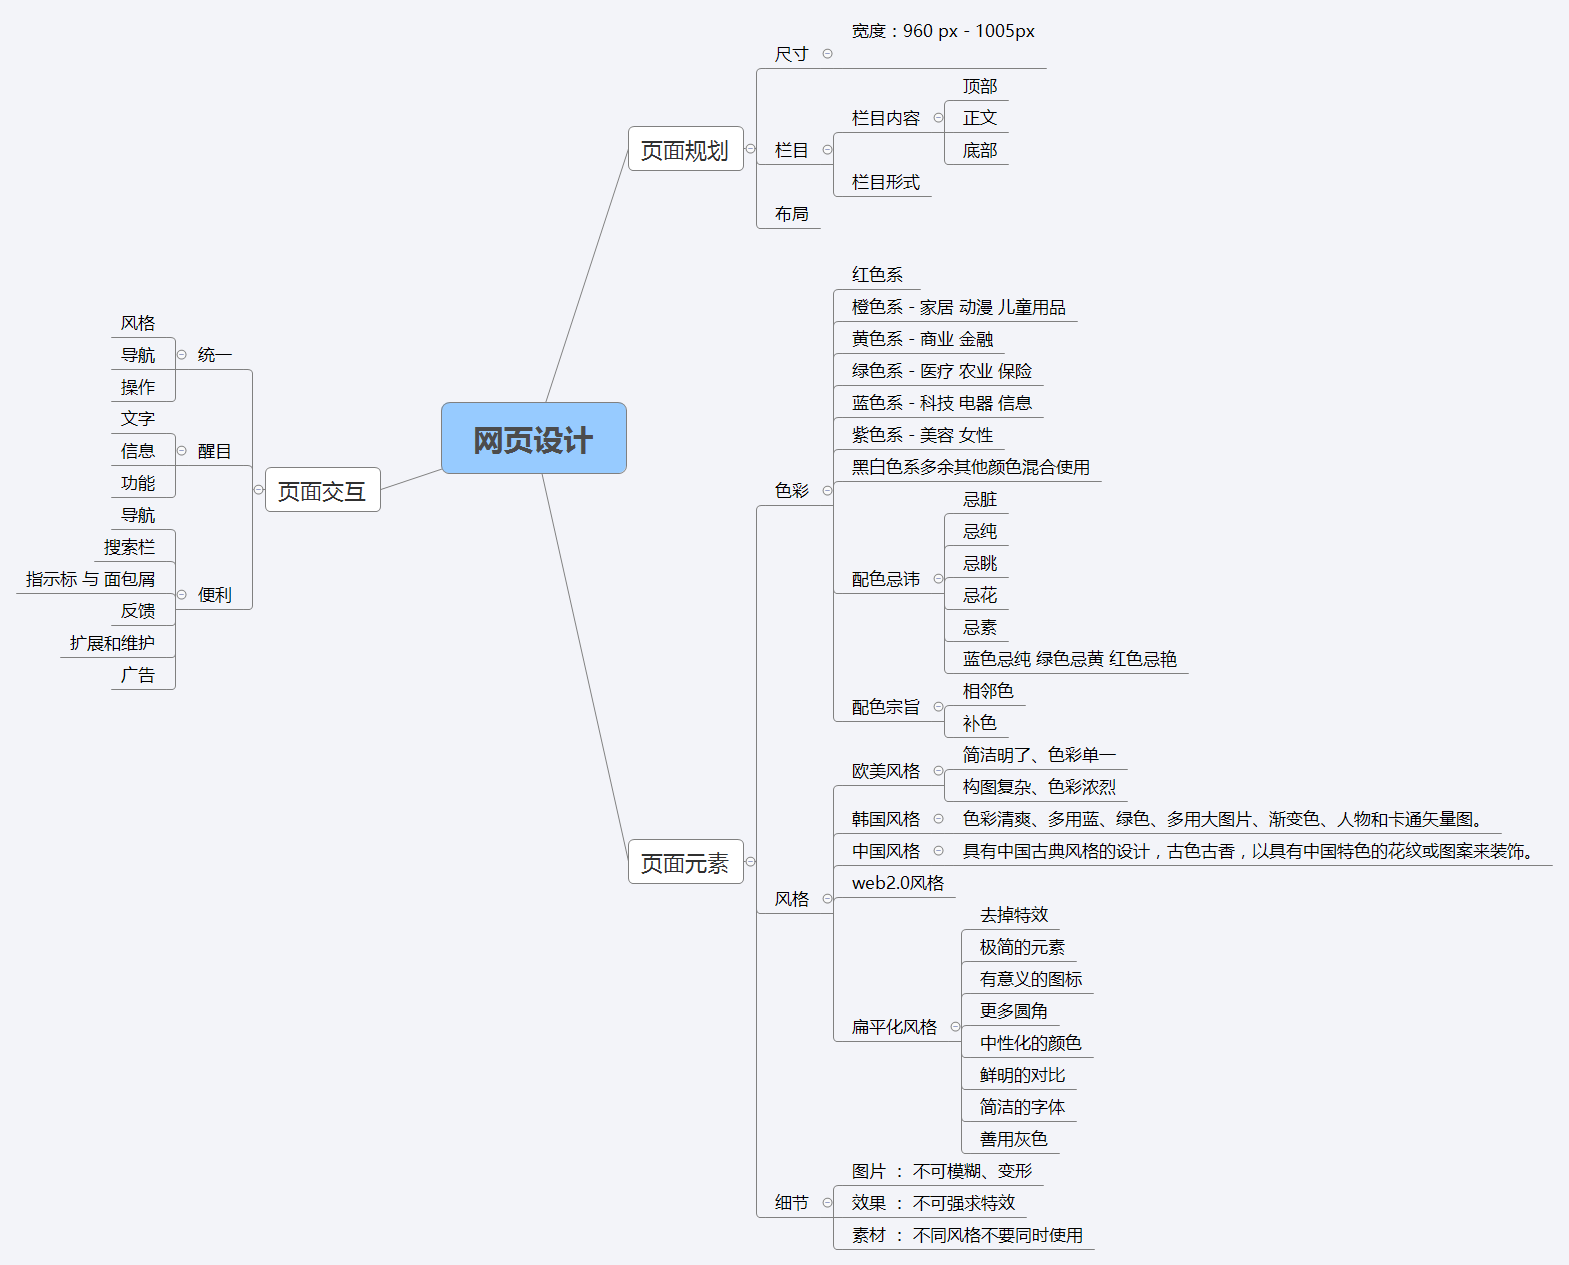 网页设计
页面规划
尺寸
宽度：960 px - 1005px
栏目
栏目内容
顶部
正文
底部
栏目形式
布局
页面元素
色彩
红色系
橙色系 - 家居 动漫 儿童用品
黄色系 - 商业 金融
绿色系 - 医疗 农业 保险
蓝色系 - 科技 电器 信息
紫色系 - 美容 女性
黑白色系多余其他颜色混合使用
配色忌讳
忌脏
忌纯
忌眺
忌花
忌素
蓝色忌纯 绿色忌黄 红色忌艳
配色宗旨
相邻色
补色
风格
欧美风格
简洁明了、色彩单一
构图复杂、色彩浓烈
韩国风格
色彩清爽、多用蓝、绿色、多用大图片、渐变色、人物和卡通矢量图。
中国风格
具有中国古典风格的设计，古色古香，以具有中国特色的花纹或图案来装饰。
web2.0风格
扁平化风格
去掉特效
极简的元素
有意义的图标
更多圆角
中性化的颜色
鲜明的对比
简洁的字体
善用灰色
细节
图片 ： 不可模糊、变形
效果 ： 不可强求特效
素材 ： 不同风格不要同时使用
页面交互
统一
风格
导航
操作
醒目
文字
信息
功能
便利
导航
搜索栏
指示标 与 面包屑
反馈
扩展和维护
广告